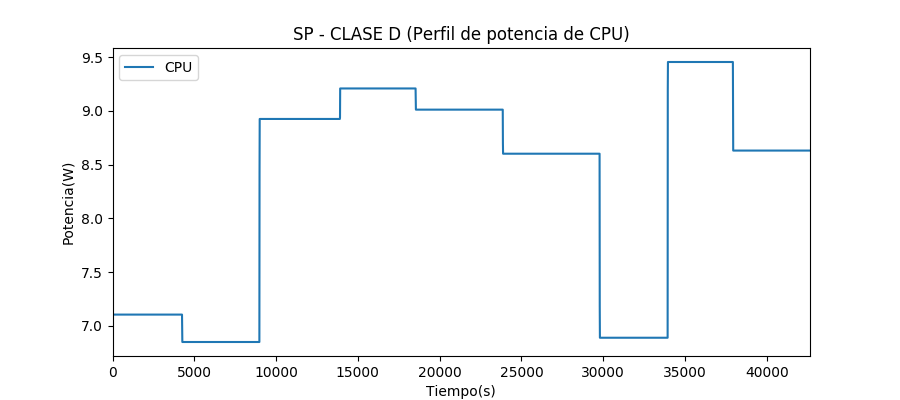 SP - CLASE D (Perfil de potencia de CPU)
CPU
Potencia(W)
9.5
9.0
8.5
8.0
7.5
7.0
0 5000 10000 15000 20000 25000 30000 35000 40000
Tiempo(s)